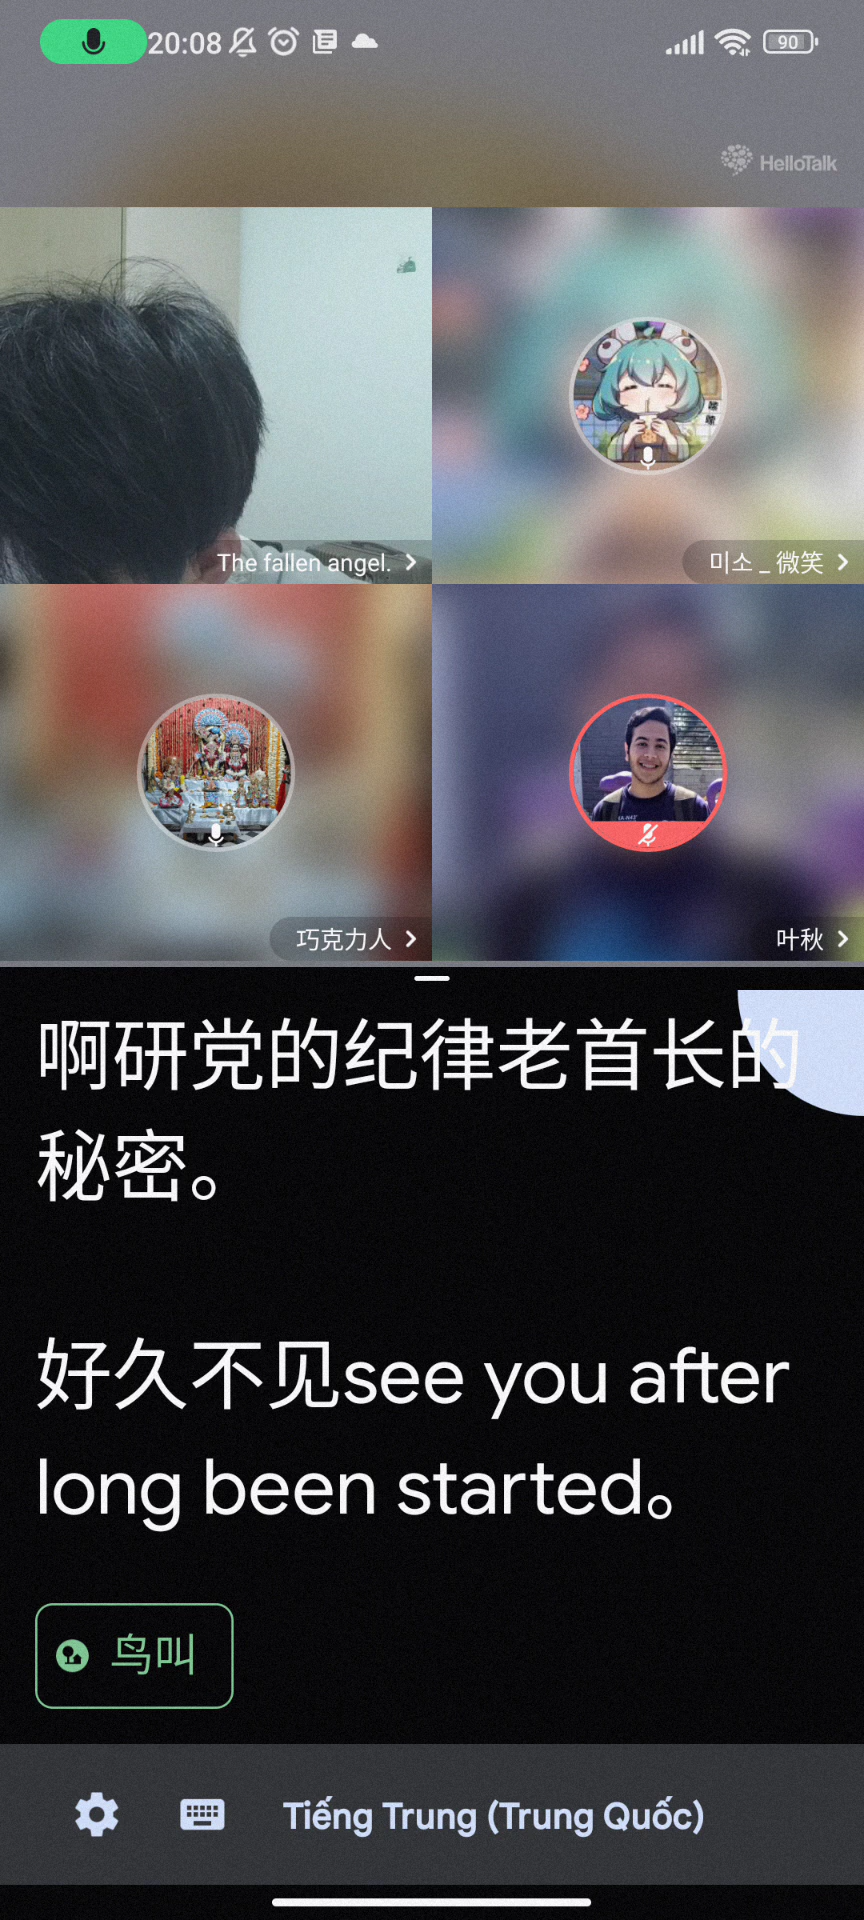 20:08
90
HelloTalk
The fallen angel.
미소 _ 微笑
巧克力人
叶秋
啊研党的纪律老首长的
秘密。
好久不见see you after
long been started。
鸟叫
Tiếng Trung (Trung Quốc)